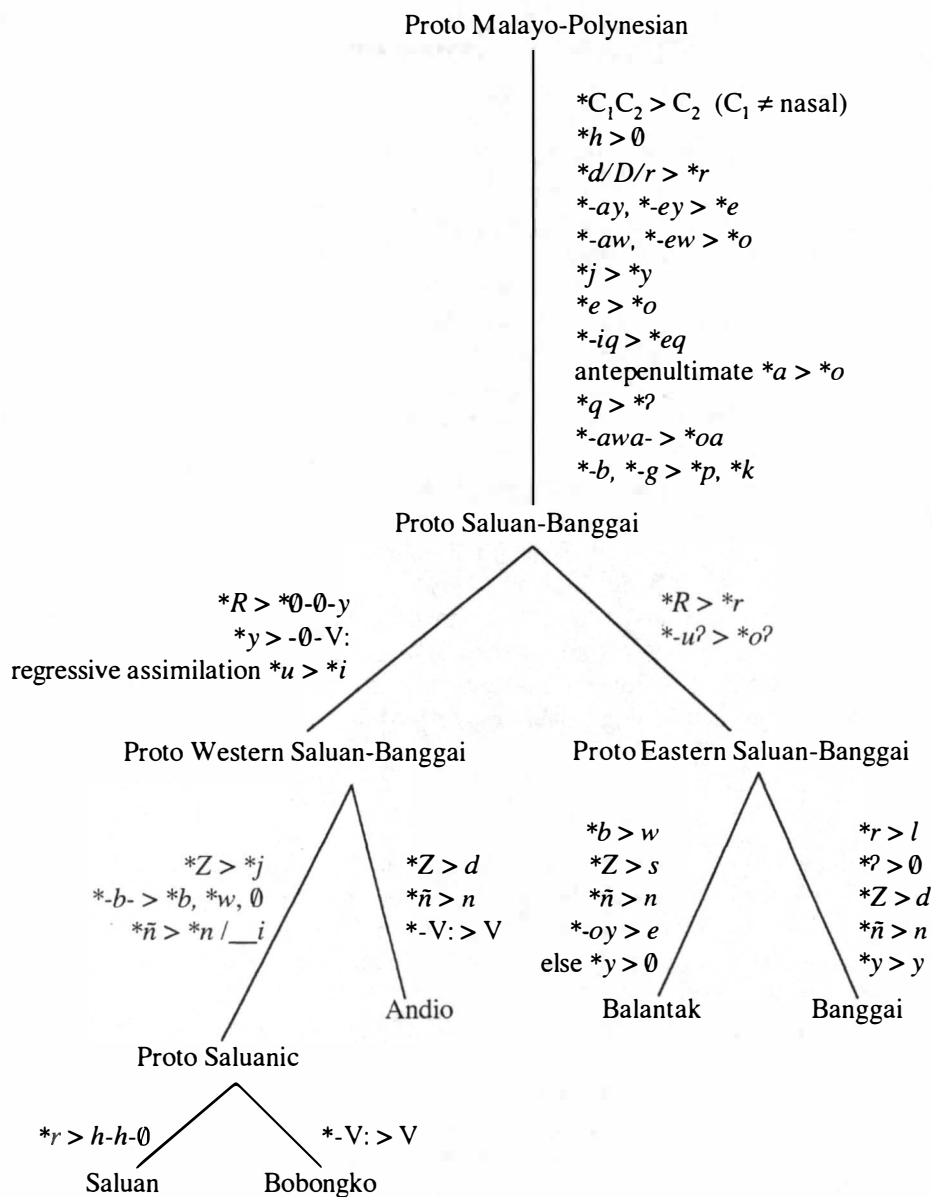 Proto Malayo-Polynesian
*C₁C₂ > C₂ (C₁ ≠ nasal)
*h > Ø
*d/D/r > *r
*-ay, *-ey > *e
*-aw, *-ew > *o
*j > *y
*e > *o
*-iq > *eq
antepenultimate *a > *o
*q > *?
*-awa- > *oa
*-b, *-g > *p, *k
Proto Saluan-Banggai
*R > *Ø-Ø-y
*y > -Ø-V:
regressive assimilation *u > *i
*R > *r
*-u? > *o?
Proto Western Saluan-Banggai
Proto Eastern Saluan-Banggai
*Z > *j
*-b- > *b, *w, Ø
*ñ > *n /__i
*Z > d
*ñ > n
*-V: > V
*b > w
*Z > s
*ñ > n
*-oy > e
else *y > Ø
*r > l
*? > Ø
*Z > d
*ñ > n
*y > y
Andio
Balantak
Banggai
Proto Saluanic
*r > h-h-Ø
*-V: > V
Saluan
Bobongko